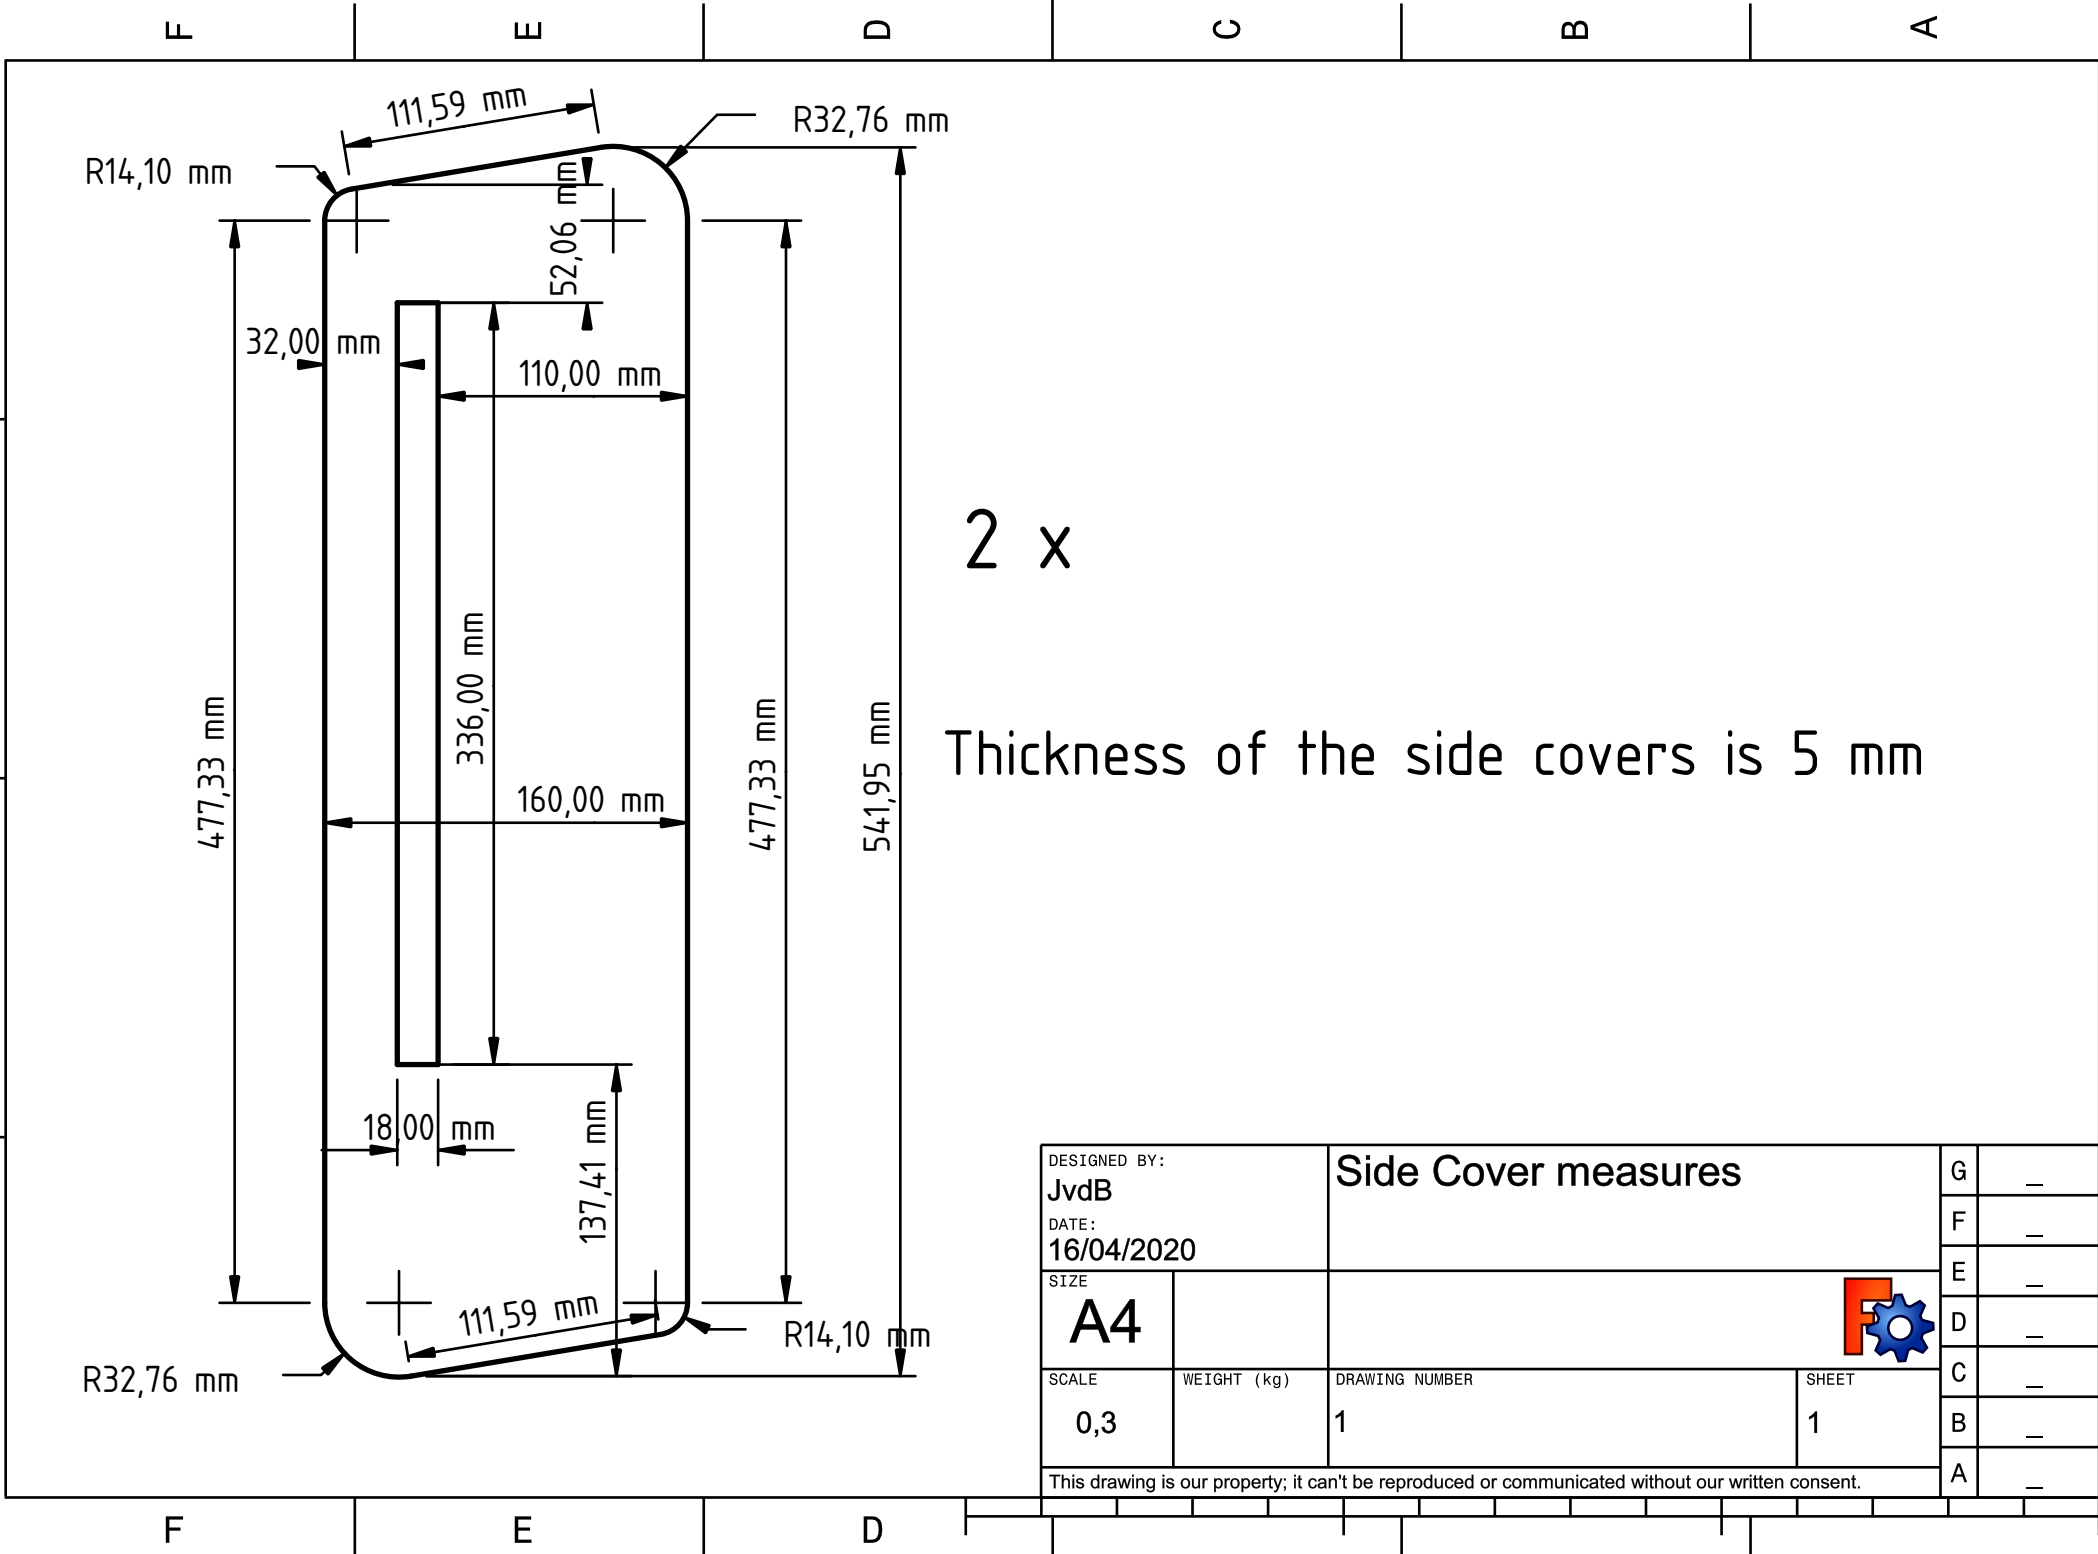 F E D C B A
111,59 mm
R32,76 mm
R14,10 mm
52,06 mm
32,00 mm
110,00 mm
2 x
336,00 mm
477,33 mm
477,33 mm
541,95 mm
Thickness of the side covers is 5 mm
160,00 mm
18,00 mm
137,41 mm
111,59 mm
R14,10 mm
R32,76 mm
DESIGNED BY:
JvdB
DATE:
16/04/2020
Side Cover measures
SIZE
A4
SCALE
0,3
WEIGHT (kg)
DRAWING NUMBER
1
SHEET
1
This drawing is our property; it can't be reproduced or communicated without our written consent.
G _
F _
E _
D _
C _
B _
A _
F
F E D